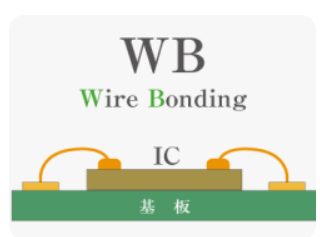 WB
Wire Bonding
IC
基 板